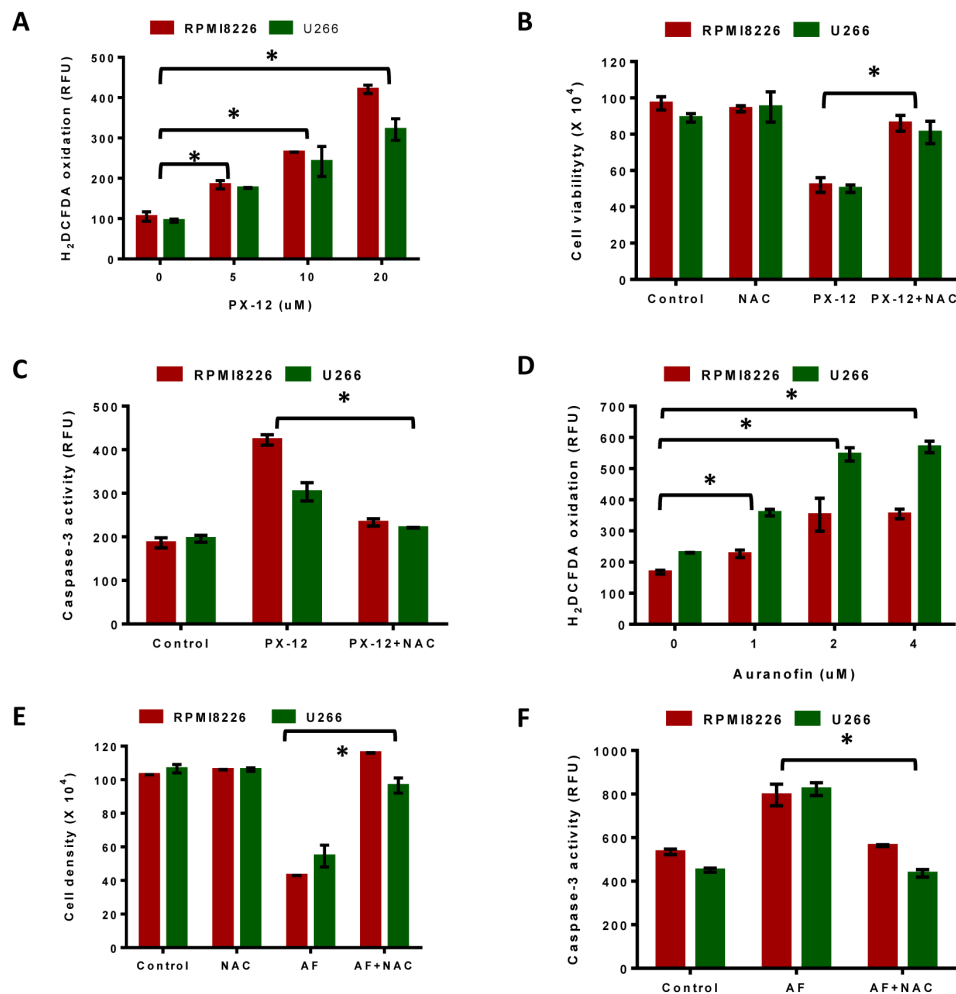 A
RPMI8226 U266
H2DCFDA oxidation (RFU)
500
400
300
200
100
0
* * *
0 5 10 20
PX-12 (uM)
B
RPMI8226 U266
Cell viabilityty (X 10^4)
120
100
80
60
40
20
0
*
Control NAC PX-12 PX-12+NAC
C
RPMI8226 U266
Caspase-3 activity (RFU)
500
400
300
200
100
0
*
Control PX-12 PX-12+NAC
D
RPMI8226 U266
H2DCFDA oxidation (RFU)
700
600
500
400
300
200
100
0
* * *
0 1 2 4
Auranofin (uM)
E
RPMI8226 U266
Cell density (X 10^4)
120
100
80
60
40
20
0
*
Control NAC AF AF+NAC
F
RPMI8226 U266
Caspase-3 activity (RFU)
1000
800
600
400
200
0
*
Control AF AF+NAC